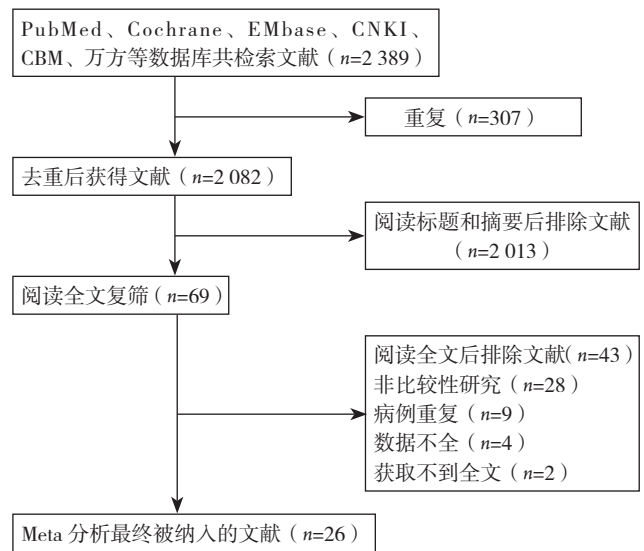 PubMed、Cochrane、EMbase、CNKI、
CBM、万方等数据库共检索文献（n=2 389）
重复（n=307）
去重后获得文献（n=2 082）
阅读标题和摘要后排除文献
（n=2 013）
阅读全文复筛（n=69）
阅读全文后排除文献（n=43）
非比较性研究（n=28）
病例重复（n=9）
数据不全（n=4）
获取不到全文（n=2）
Meta 分析最终被纳入的文献（n=26）